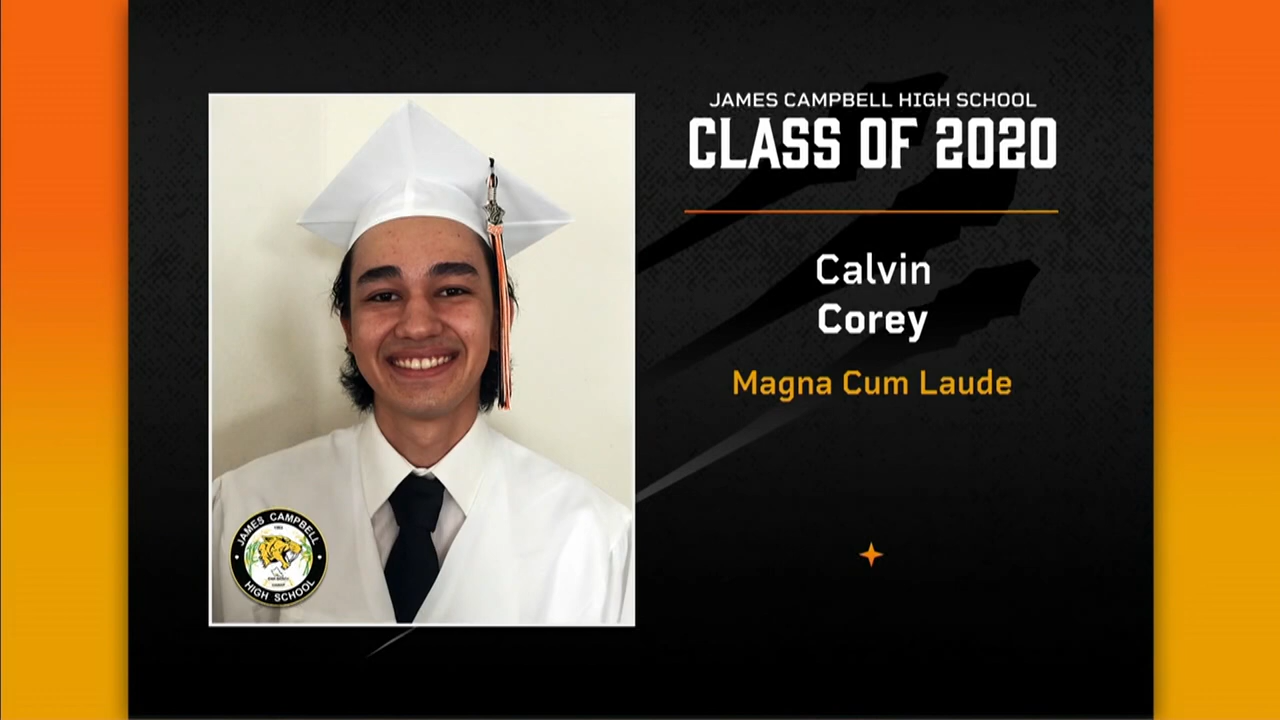 JAMES CAMPBELL HIGH SCHOOL
CLASS OF 2020
Calvin
Corey
Magna Cum Laude
JAMES CAMPBELL
HIGH SCHOOL